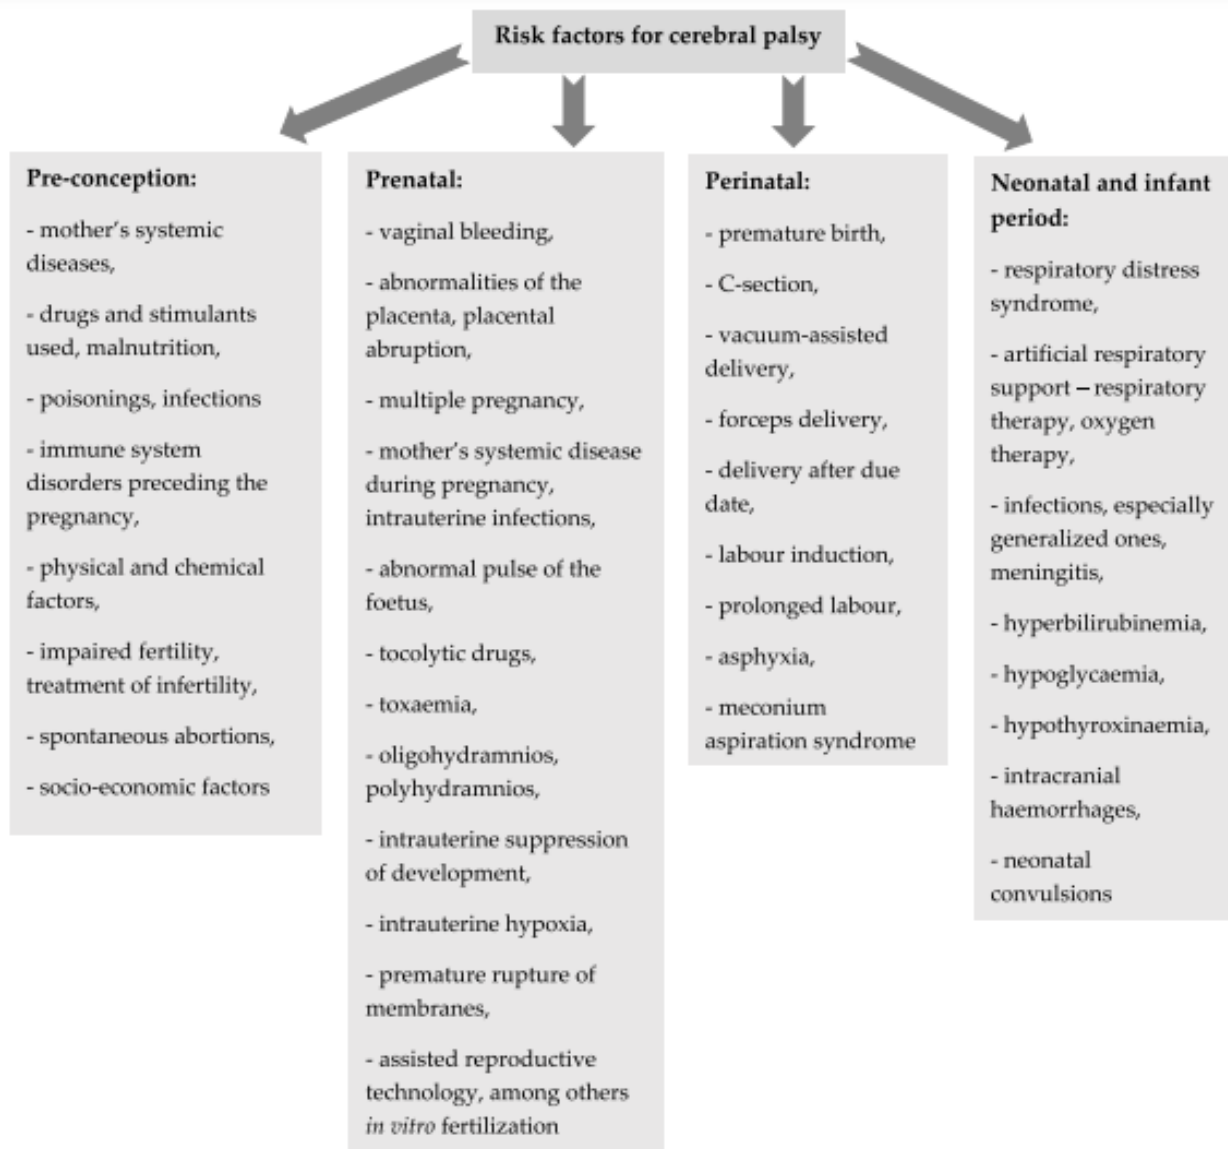 Risk factors for cerebral palsy
Pre-conception:
- mother's systemic
diseases,
- drugs and stimulants
used, malnutrition,
- poisonings, infections
- immune system
disorders preceding the
pregnancy,
- physical and chemical
factors,
- impaired fertility,
treatment of infertility,
- spontaneous abortions,
- socio-economic factors
Prenatal:
- vaginal bleeding,
- abnormalities of the
placenta, placental
abruption,
- multiple pregnancy,
- mother's systemic disease
during pregnancy,
intrauterine infections,
- abnormal pulse of the
foetus,
- tocolytic drugs,
- toxaemia,
- oligohydramnios,
polyhydramnios,
- intrauterine suppression
of development,
- intrauterine hypoxia,
- premature rupture of
membranes,
- assisted reproductive
technology, among others
in vitro fertilization
Perinatal:
- premature birth,
- C-section,
- vacuum-assisted
delivery,
- forceps delivery,
- delivery after due
date,
- labour induction,
- prolonged labour,
- asphyxia,
- meconium
aspiration syndrome
Neonatal and infant
period:
- respiratory distress
syndrome,
- artificial respiratory
support – respiratory
therapy, oxygen
therapy,
- infections, especially
generalized ones,
meningitis,
- hyperbilirubinemia,
- hypoglycaemia,
- hypothyroxinaemia,
- intracranial
haemorrhages,
- neonatal
convulsions